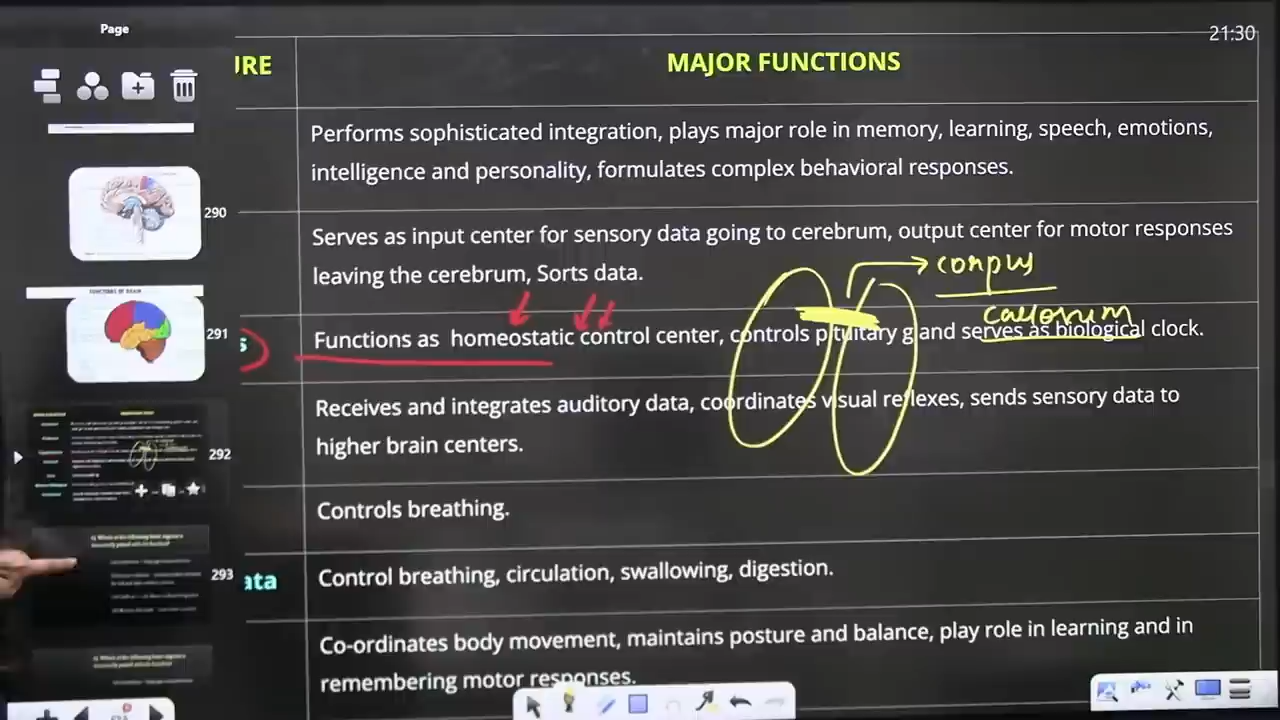 Page
21:30
URE
MAJOR FUNCTIONS
Performs sophisticated integration, plays major role in memory, learning, speech, emotions,
intelligence and personality, formulates complex behavioral responses.
290
Serves as input center for sensory data going to cerebrum, output center for motor responses
leaving the cerebrum, Sorts data.
corpus
callosum
FUNCTIONS OF BRAIN
291
s
Functions as homeostatic control center, controls pituitary gland and serves as biological clock.
Receives and integrates auditory data, coordinates visual reflexes, sends sensory data to
higher brain centers.
292
Controls breathing.
293
ata
Control breathing, circulation, swallowing, digestion.
Co-ordinates body movement, maintains posture and balance, play role in learning and in
remembering motor responses.